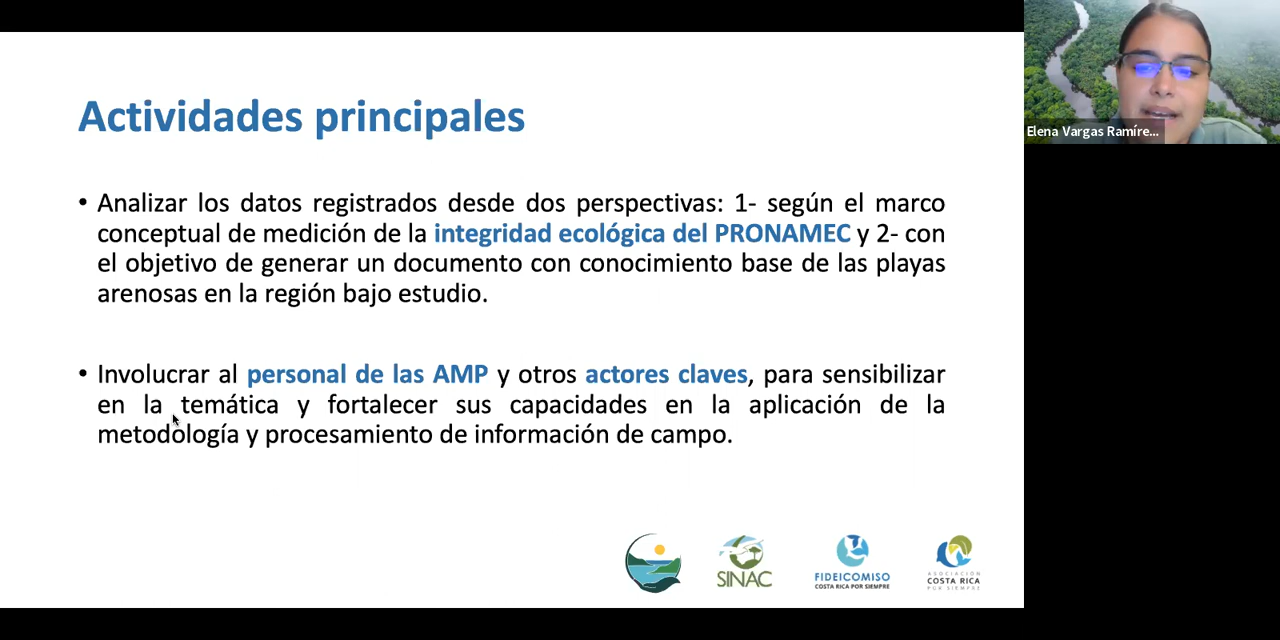 Actividades principales
• Analizar los datos registrados desde dos perspectivas: 1- según el marco
conceptual de medición de la integridad ecológica del PRONAMEC y 2- con
el objetivo de generar un documento con conocimiento base de las playas
arenosas en la región bajo estudio.
• Involucrar al personal de las AMP y otros actores claves, para sensibilizar
en la temática y fortalecer sus capacidades en la aplicación de la
metodología y procesamiento de información de campo.
SINAC
FIDEICOMISO
COSTA RICA POR SIEMPRE
ASOCIACIÓN
COSTA RICA
POR SIEMPRE
Elena Vargas Ramíre...